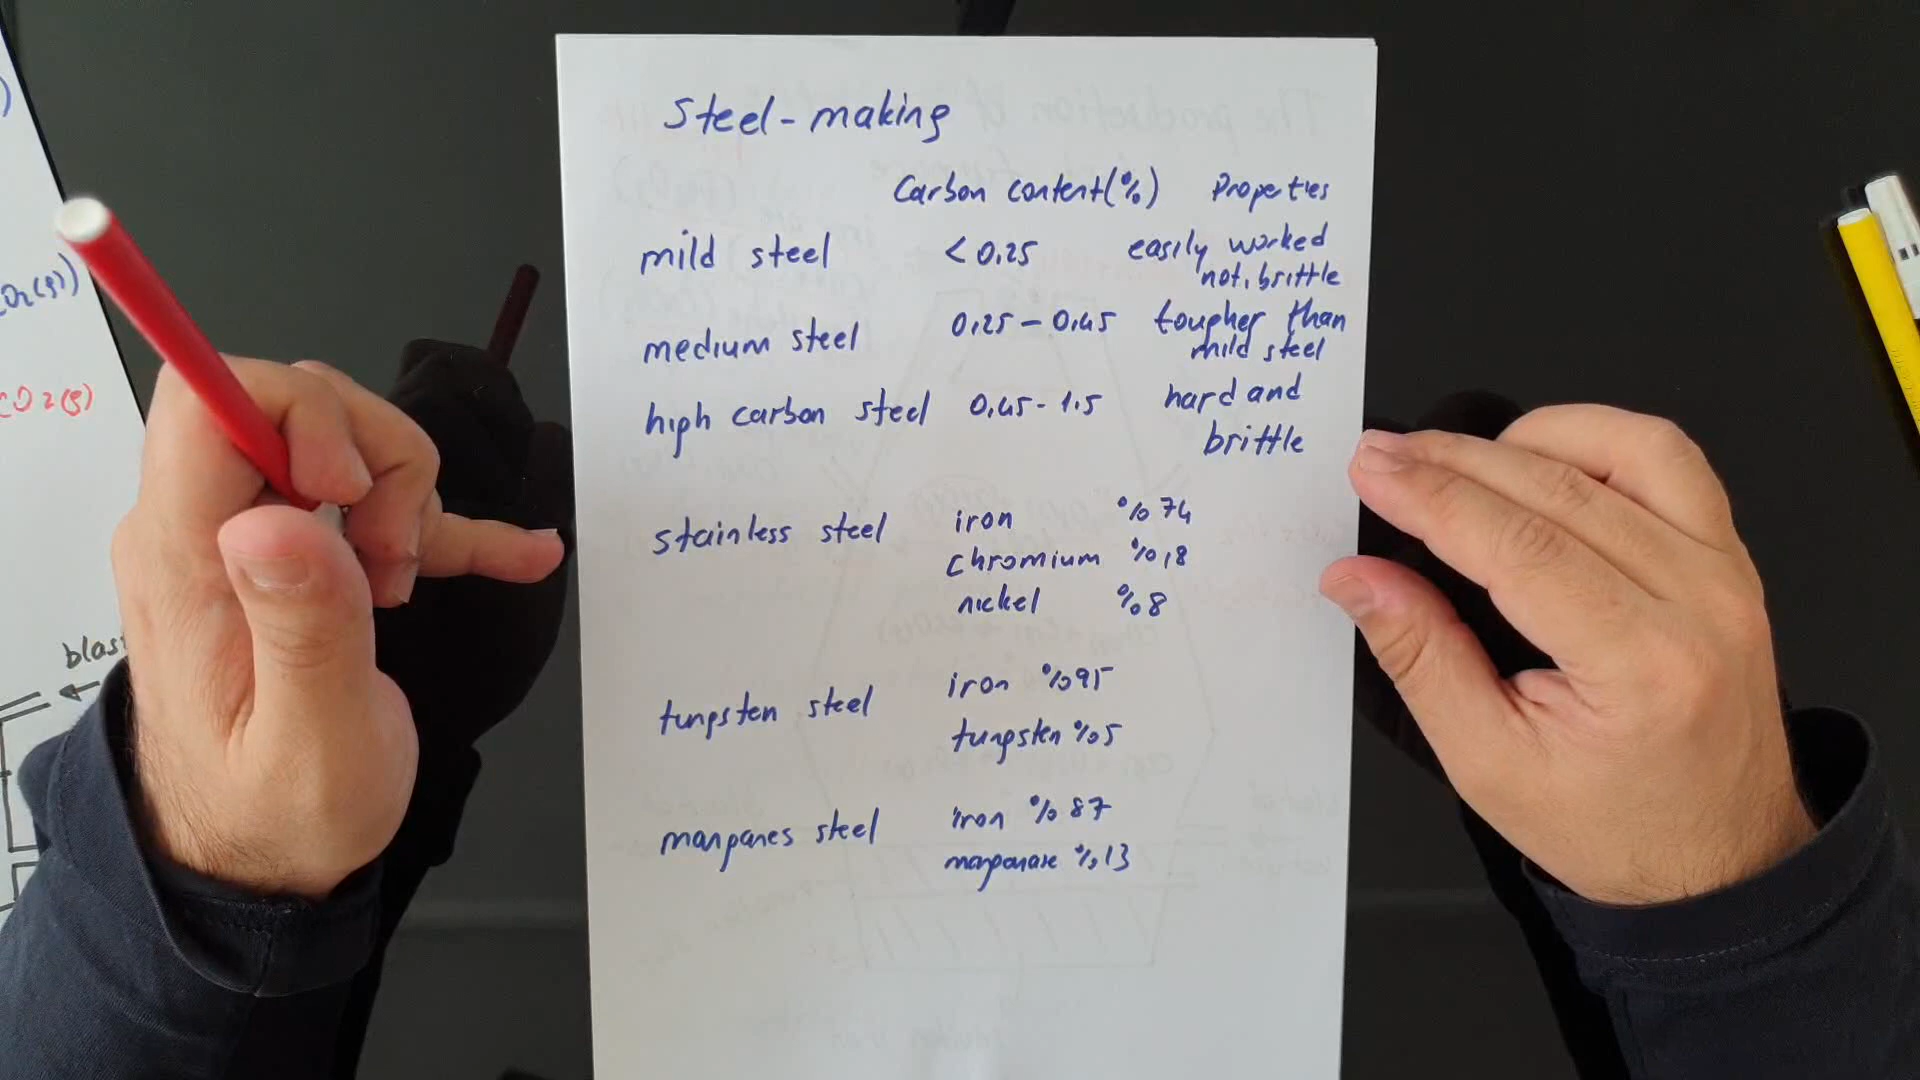 Steel-making
Carbon content(%) Properties
mild steel <0.25 easily worked
not, brittle
medium steel 0.25-0.45 tougher than
mild steel
high carbon steel 0.45-1.5 hard and
brittle
stainless steel iron %74
chromium %18
nickel %8
tungsten steel iron %95
tungsten %5
manganes steel iron %87
manganese %13
O2(g))
CO2(g)
blas